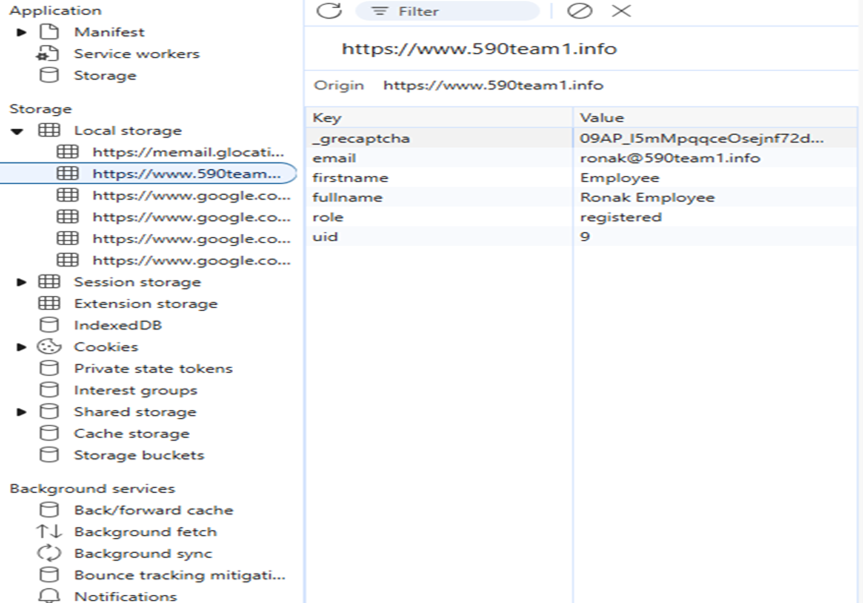 Application
Manifest
Service workers
Storage
Storage
Local storage
https://memail.glocati...
https://www.590team...
https://www.google.co...
https://www.google.co...
https://www.google.co...
https://www.google.co...
Session storage
Extension storage
IndexedDB
Cookies
Private state tokens
Interest groups
Shared storage
Cache storage
Storage buckets
Background services
Back/forward cache
Background fetch
Background sync
Bounce tracking mitigati...
Notifications
Filter
https://www.590team1.info
Origin https://www.590team1.info
Key Value
_grecaptcha 09AP_I5mMpqqceOsejnf72d...
email ronak@590team1.info
firstname Employee
fullname Ronak Employee
role registered
uid 9